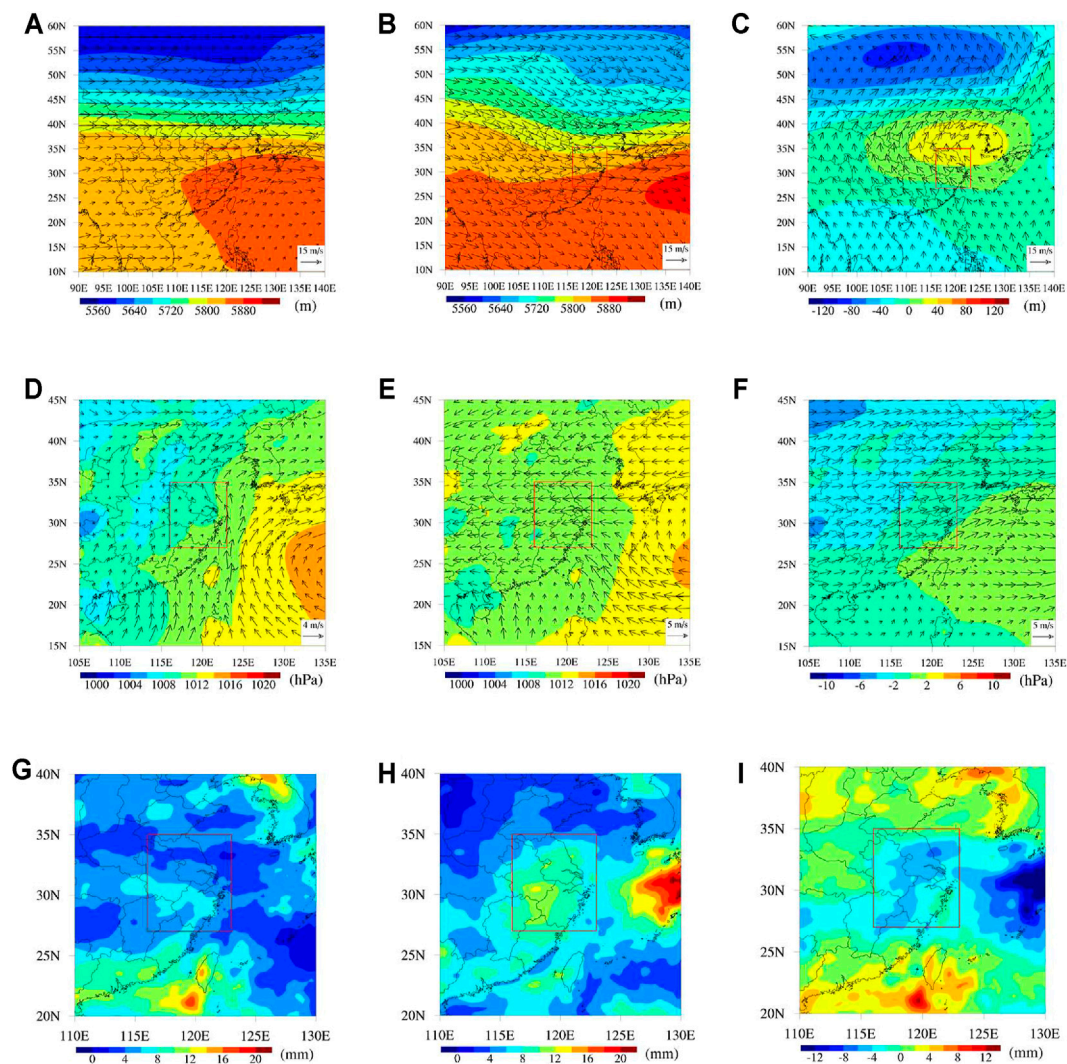 A
B
C
60N
55N
50N
45N
40N
35N
30N
25N
20N
15N
10N
15 m/s
90E 95E 100E 105E 110E 115E 120E 125E 130E 135E 140E
5560 5640 5720 5800 5880 (m)
60N
55N
50N
45N
40N
35N
30N
25N
20N
15N
10N
15 m/s
90E 95E 100E 105E 110E 115E 120E 125E 130E 135E 140E
5560 5640 5720 5800 5880 (m)
60N
55N
50N
45N
40N
35N
30N
25N
20N
15N
10N
15 m/s
90E 95E 100E 105E 110E 115E 120E 125E 130E 135E 140E
-120 -80 -40 0 40 80 120 (m)
D
E
F
45N
40N
35N
30N
25N
20N
15N
4 m/s
105E 110E 115E 120E 125E 130E 135E
1000 1004 1008 1012 1016 1020 (hPa)
45N
40N
35N
30N
25N
20N
15N
5 m/s
105E 110E 115E 120E 125E 130E 135E
1000 1004 1008 1012 1016 1020 (hPa)
45N
40N
35N
30N
25N
20N
15N
5 m/s
105E 110E 115E 120E 125E 130E 135E
-10 -6 -2 2 6 10 (hPa)
G
H
I
40N
35N
30N
25N
20N
110E 115E 120E 125E 130E
0 4 8 12 16 20 (mm)
40N
35N
30N
25N
20N
110E 115E 120E 125E 130E
0 4 8 12 16 20 (mm)
40N
35N
30N
25N
20N
110E 115E 120E 125E 130E
-12 -8 -4 0 4 8 12 (mm)